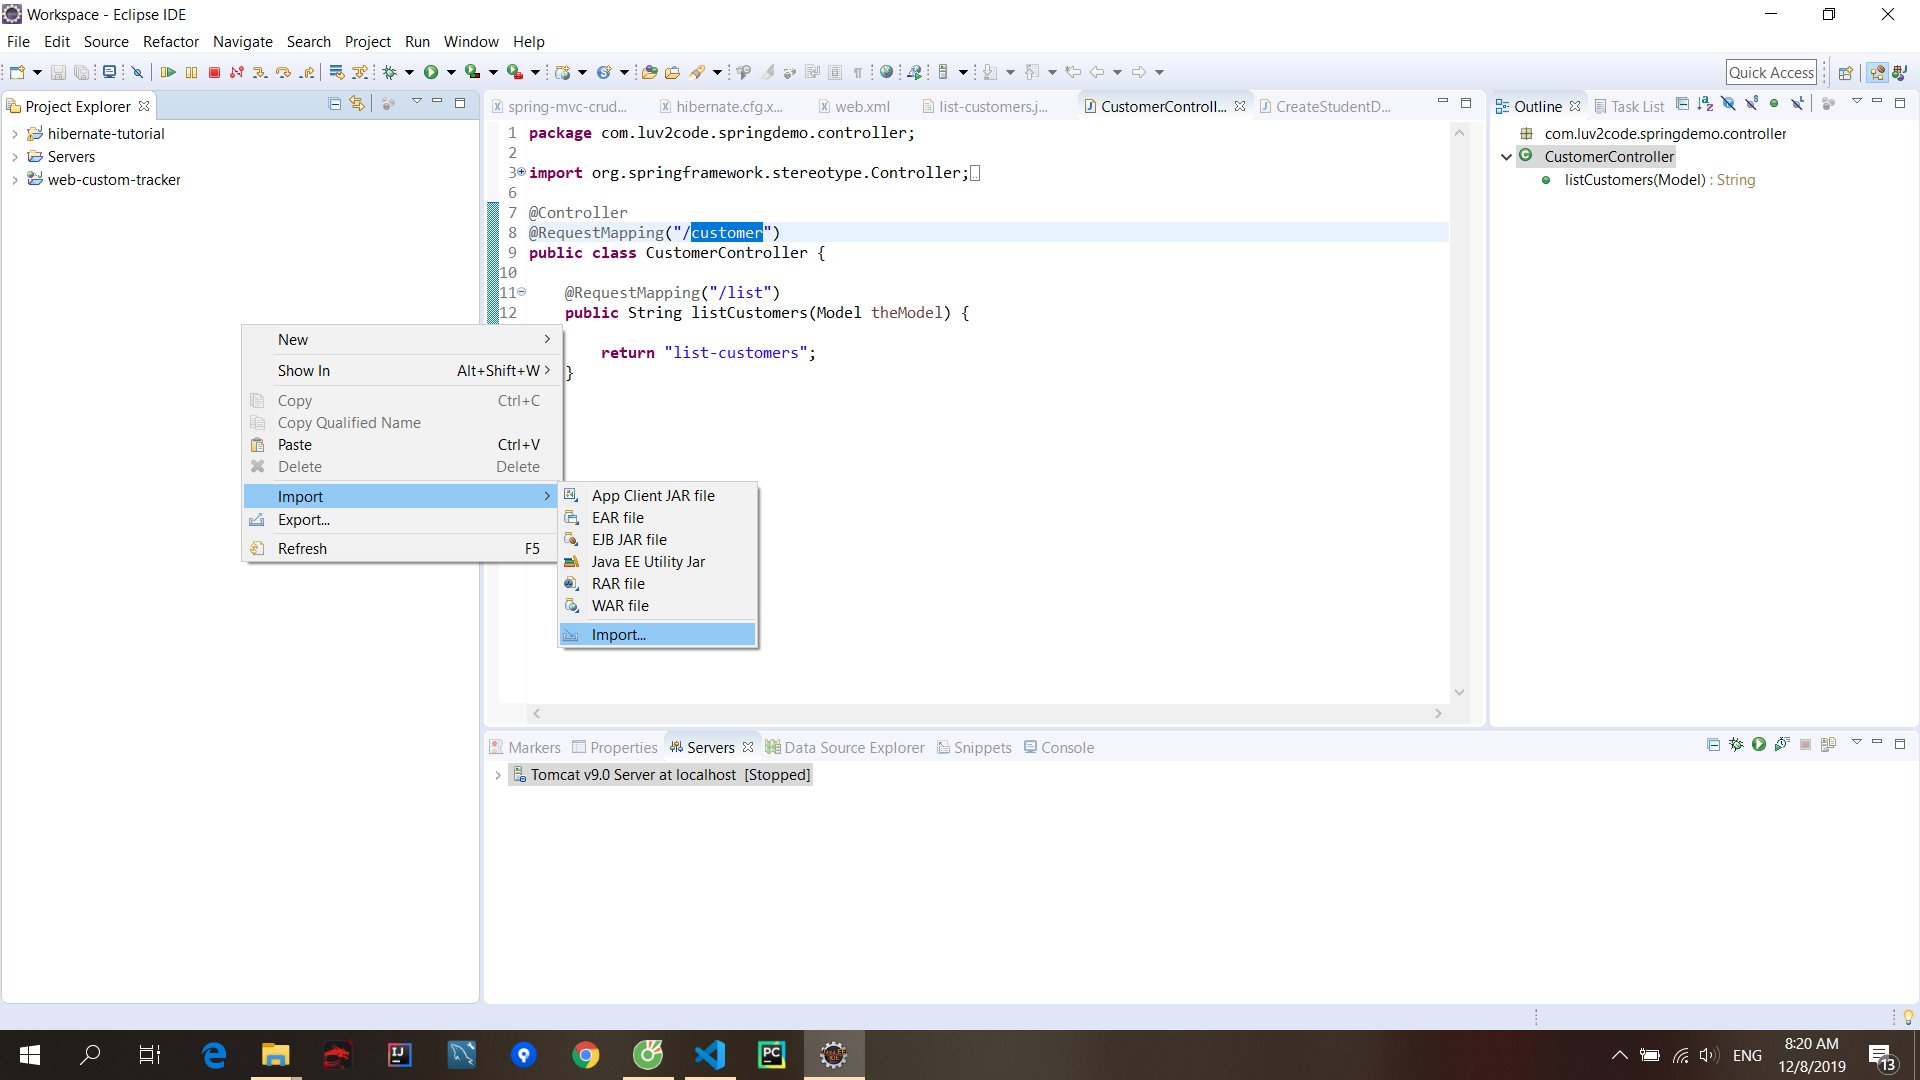 Workspace - Eclipse IDE
File Edit Source Refactor Navigate Search Project Run Window Help
Quick Access
Project Explorer
hibernate-tutorial
Servers
web-custom-tracker
spring-mvc-crud... hibernate.cfg.x... web.xml list-customers.j... CustomerControll... CreateStudentD...
1 package com.luv2code.springdemo.controller;
2
3 import org.springframework.stereotype.Controller;
6
7 @Controller
8 @RequestMapping("/customer")
9 public class CustomerController {
10
11 @RequestMapping("/list")
12 public String listCustomers(Model theModel) {
return "list-customers";
}
New
Show In Alt+Shift+W
Copy Ctrl+C
Copy Qualified Name
Paste Ctrl+V
Delete Delete
Import
Export...
Refresh F5
App Client JAR file
EAR file
EJB JAR file
Java EE Utility Jar
RAR file
WAR file
Import...
Outline Task List
com.luv2code.springdemo.controller
CustomerController
listCustomers(Model) : String
Markers Properties Servers Data Source Explorer Snippets Console
Tomcat v9.0 Server at localhost [Stopped]
IJ
PC
Java EE
IDE
ENG
8:20 AM
12/8/2019
13